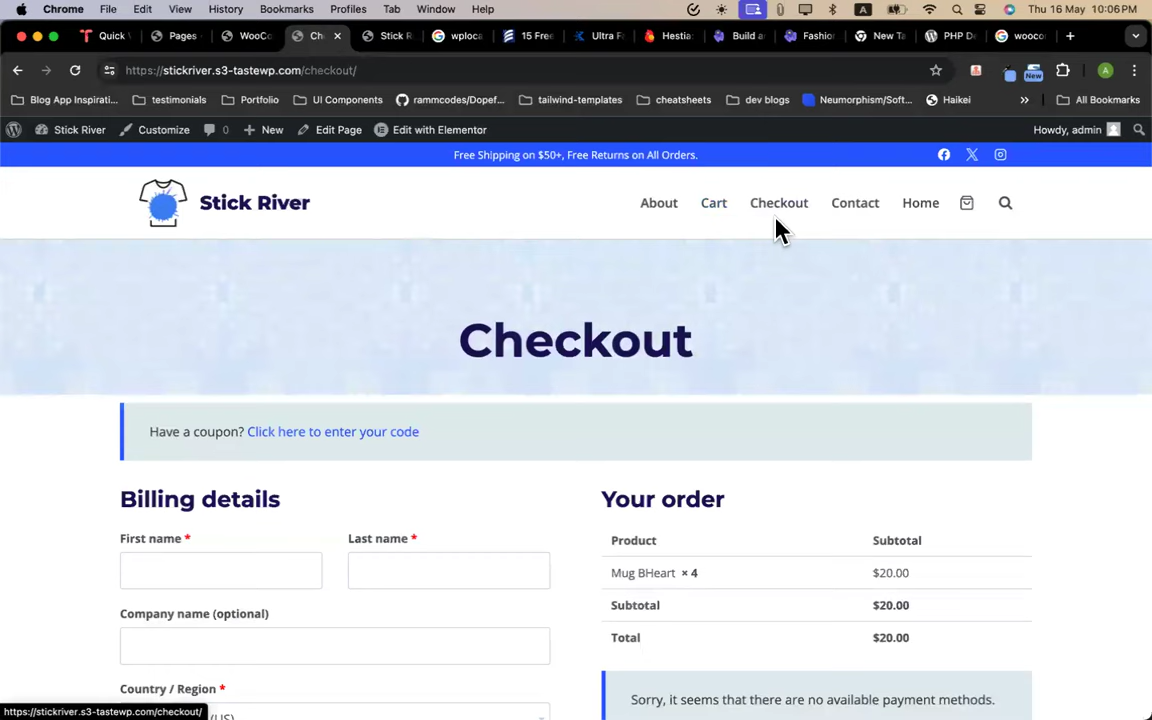 Chrome File Edit View History Bookmarks Profiles Tab Window Help A Thu 16 May 10:06 PM
Quick Pages WooCo Ch Stick R wploca 15 Free Ultra F Hestia: Build a Fashion New Ta PHP D wooco
https://stickriver.s3-tastewp.com/checkout/ New A
Blog App Inspirati... testimonials Portfolio UI Components rammcodes/Dopef... tailwind-templates cheatsheets dev blogs Neumorphism/Soft... Haikei All Bookmarks
Stick River Customize 0 New Edit Page Edit with Elementor Howdy, admin
Free Shipping on $50+, Free Returns on All Orders.
Stick River About Cart Checkout Contact Home
Checkout
Have a coupon? Click here to enter your code
Billing details
First name * Last name *
Company name (optional)
Country / Region *
(US)
Your order
Product Subtotal
Mug BHeart × 4 $20.00
Subtotal $20.00
Total $20.00
Sorry, it seems that there are no available payment methods.
https://stickriver.s3-tastewp.com/checkout/